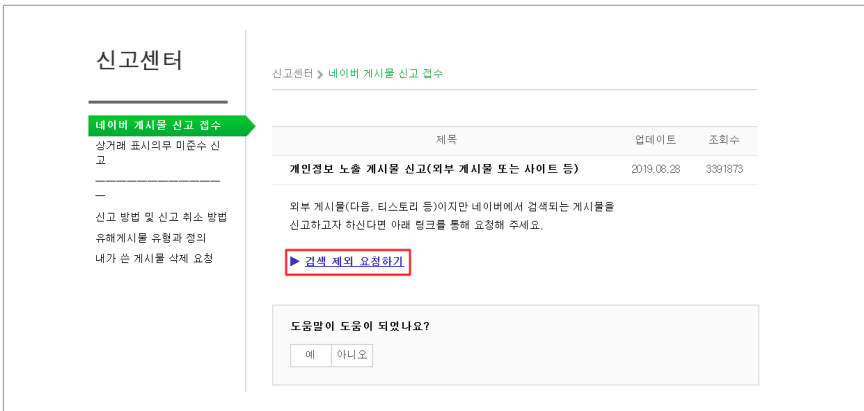 신고센터
네이버 게시물 신고 접수
상거래 표시의무 미준수 신
고
————————————
—
신고 방법 및 신고 취소 방법
유해게시물 유형과 정의
내가 쓴 게시물 삭제 요청
신고센터 > 네이버 게시물 신고 접수
제목 업데이트 조회수
개인정보 노출 게시물 신고(외부 게시물 또는 사이트 등) 2019.08.28 3391873
외부 게시물(다음, 티스토리 등)이지만 네이버에서 검색되는 게시물을
신고하고자 하신다면 아래 링크를 통해 요청해 주세요.
▶ 검색 제외 요청하기
도움말이 도움이 되었나요?
예 아니오